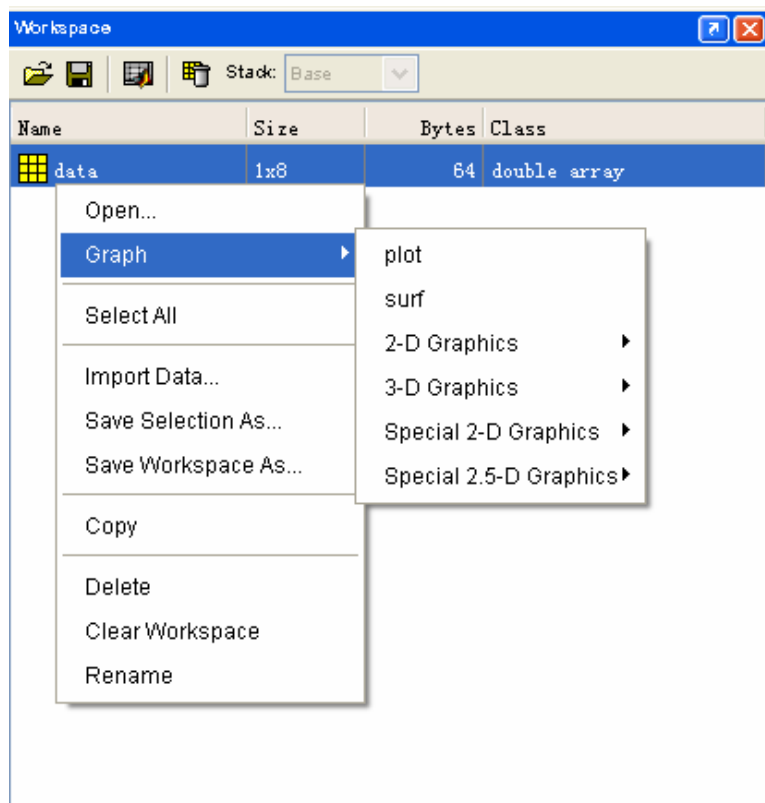 Workspace
Stack: Base
Name Size Bytes Class
data 1x8 64 double array
Open...
Graph
Select All
Import Data...
Save Selection As...
Save Workspace As...
Copy
Delete
Clear Workspace
Rename
plot
surf
2-D Graphics
3-D Graphics
Special 2-D Graphics
Special 2.5-D Graphics